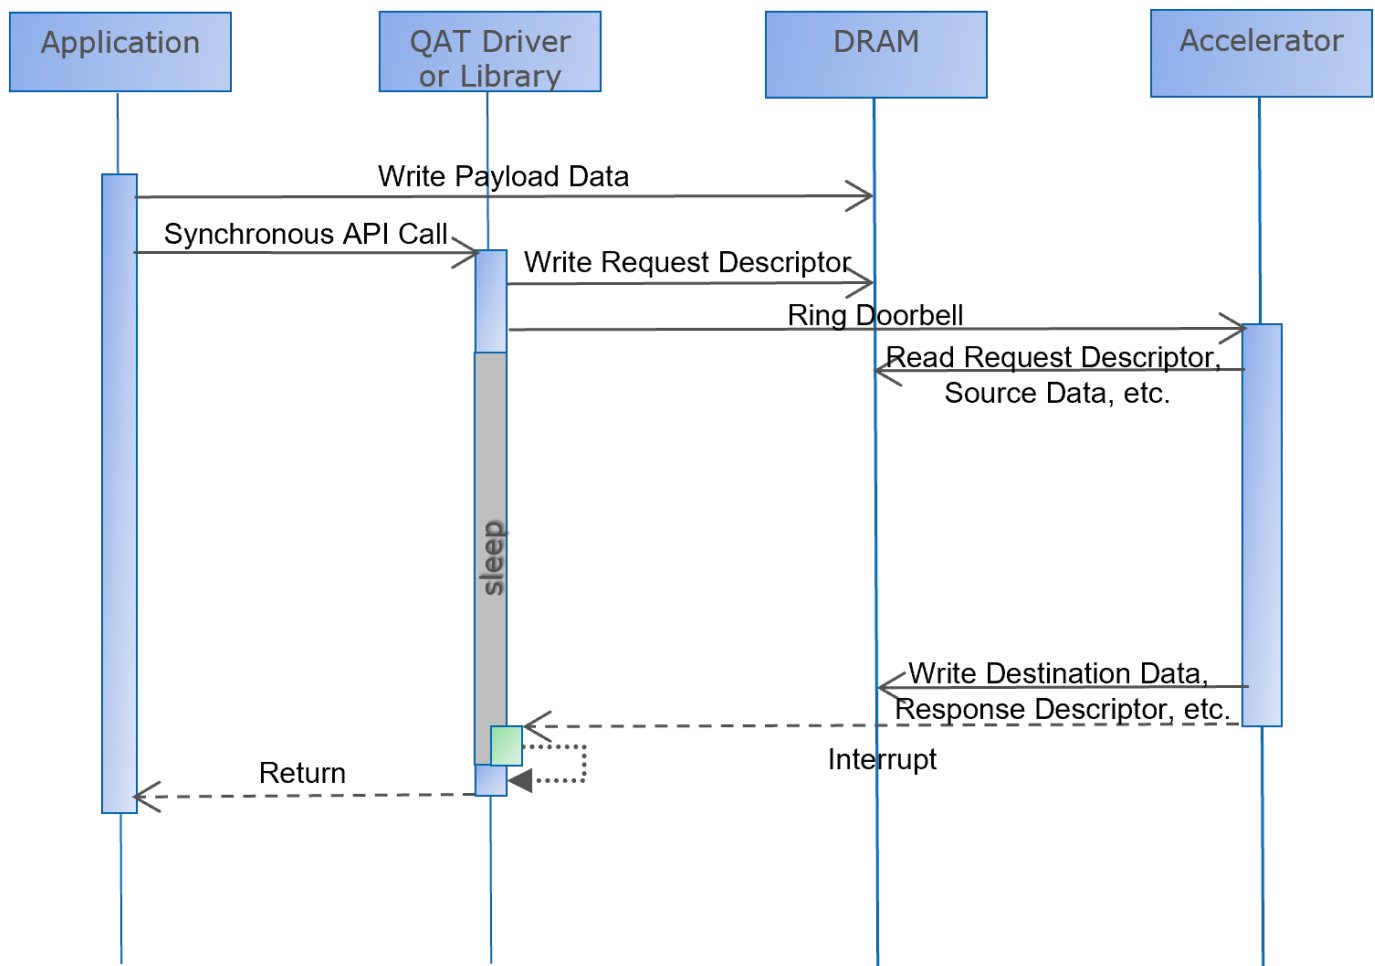 Application
QAT Driver
or Library
DRAM
Accelerator
Write Payload Data
Synchronous API Call
Write Request Descriptor
Ring Doorbell
Read Request Descriptor,
Source Data, etc.
sleep
Write Destination Data,
Response Descriptor, etc.
Interrupt
Return